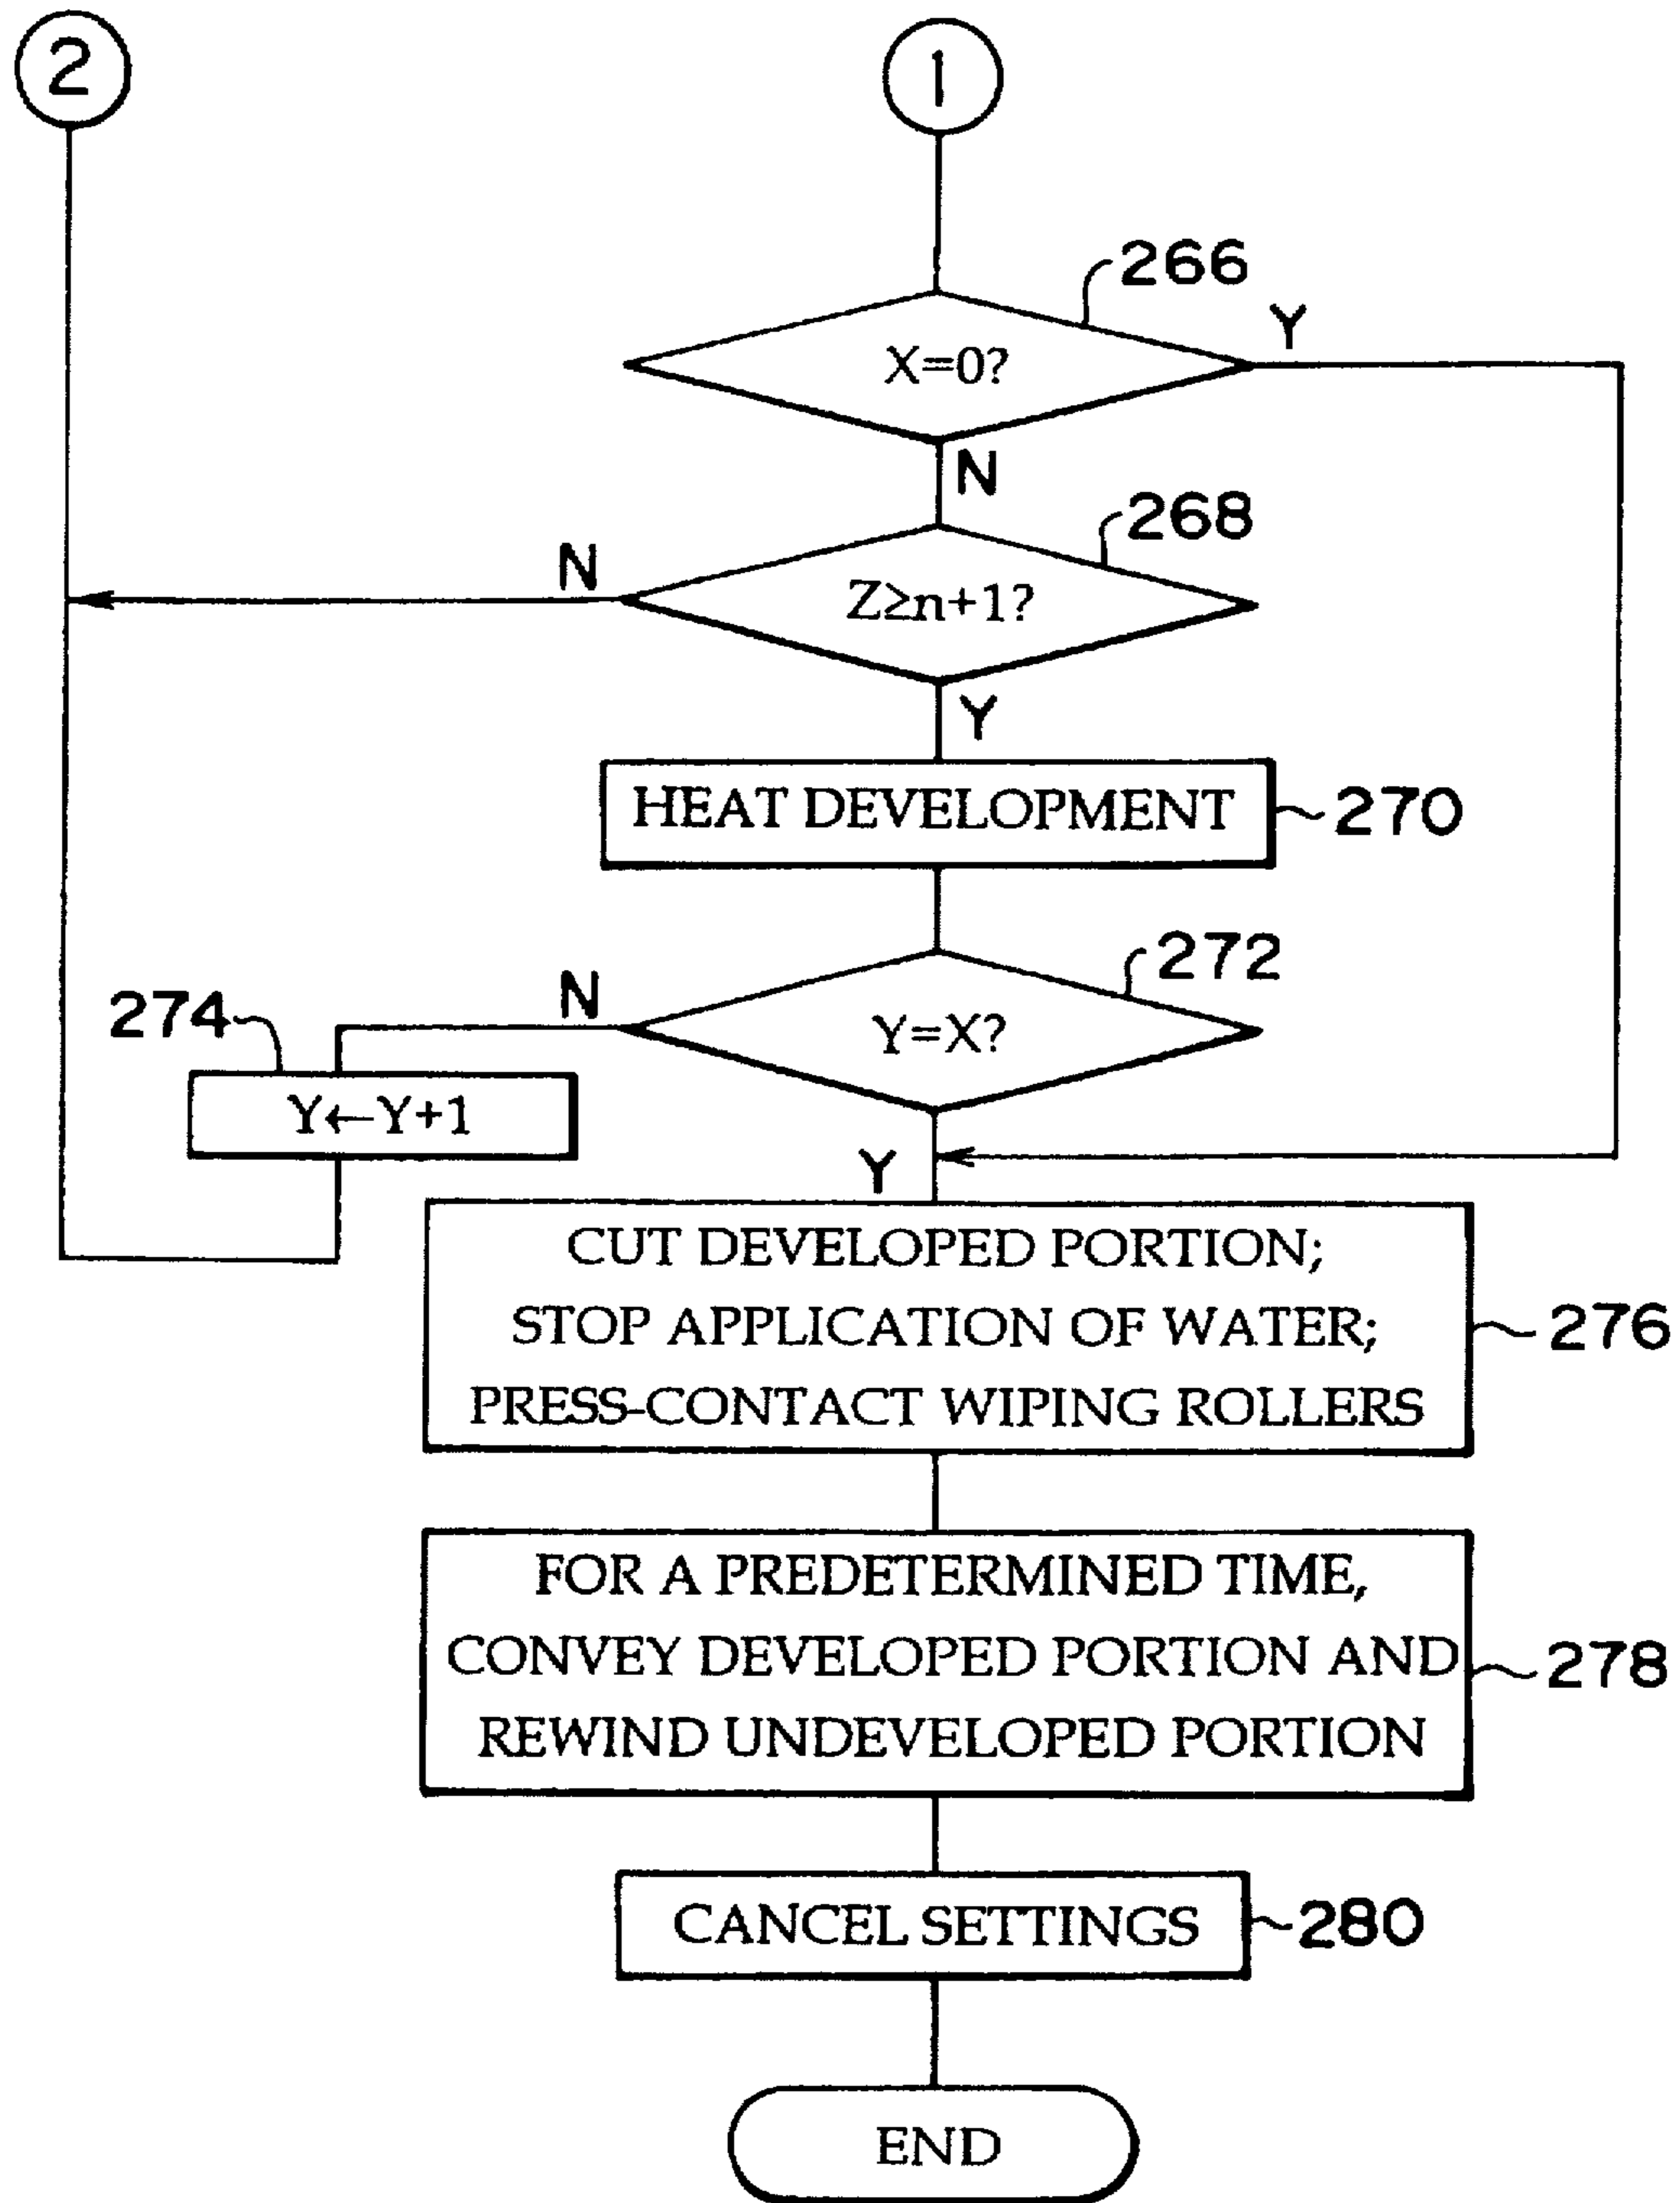 2
1
266
X=0?
Y
N
268
N
Z≥n+1?
Y
HEAT DEVELOPMENT
270
272
N
274
Y=X?
Y←Y+1
Y
CUT DEVELOPED PORTION;
STOP APPLICATION OF WATER;
PRESS-CONTACT WIPING ROLLERS
276
FOR A PREDETERMINED TIME,
CONVEY DEVELOPED PORTION AND
REWIND UNDEVELOPED PORTION
278
CANCEL SETTINGS
280
END